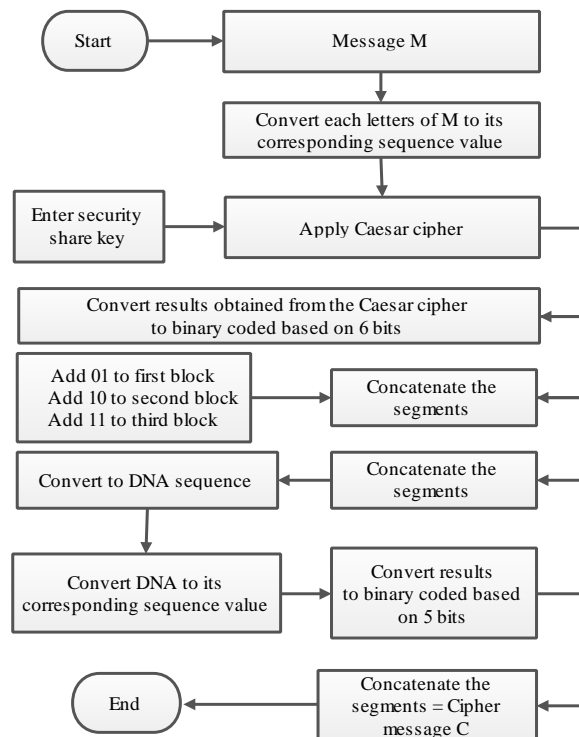 Start
Message M
Convert each letters of M to its
corresponding sequence value
Enter security
share key
Apply Caesar cipher
Convert results obtained from the Caesar cipher
to binary coded based on 6 bits
Add 01 to first block
Add 10 to second block
Add 11 to third block
Concatenate the
segments
Convert to DNA sequence
Concatenate the
segments
Convert DNA to its
corresponding sequence value
Convert results
to binary coded based
on 5 bits
End
Concatenate the
segments = Cipher
message C